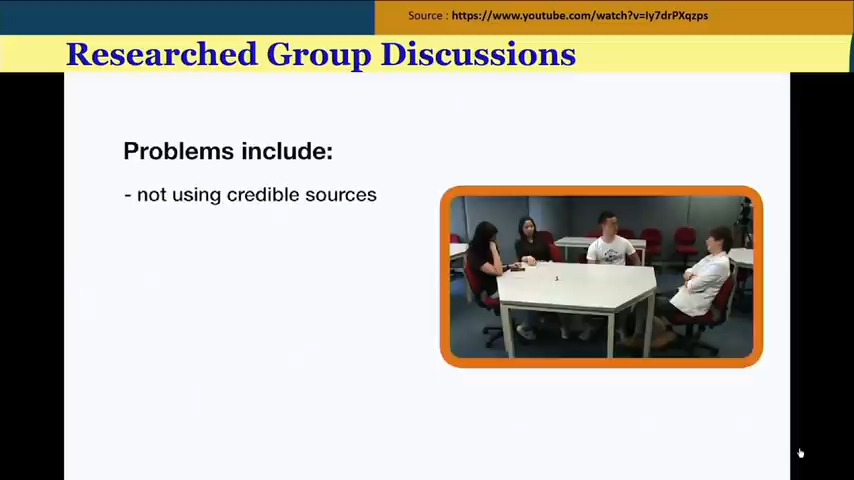 Source : https://www.youtube.com/watch?v=Iy7drPXqzps
Researched Group Discussions
Problems include:
- not using credible sources